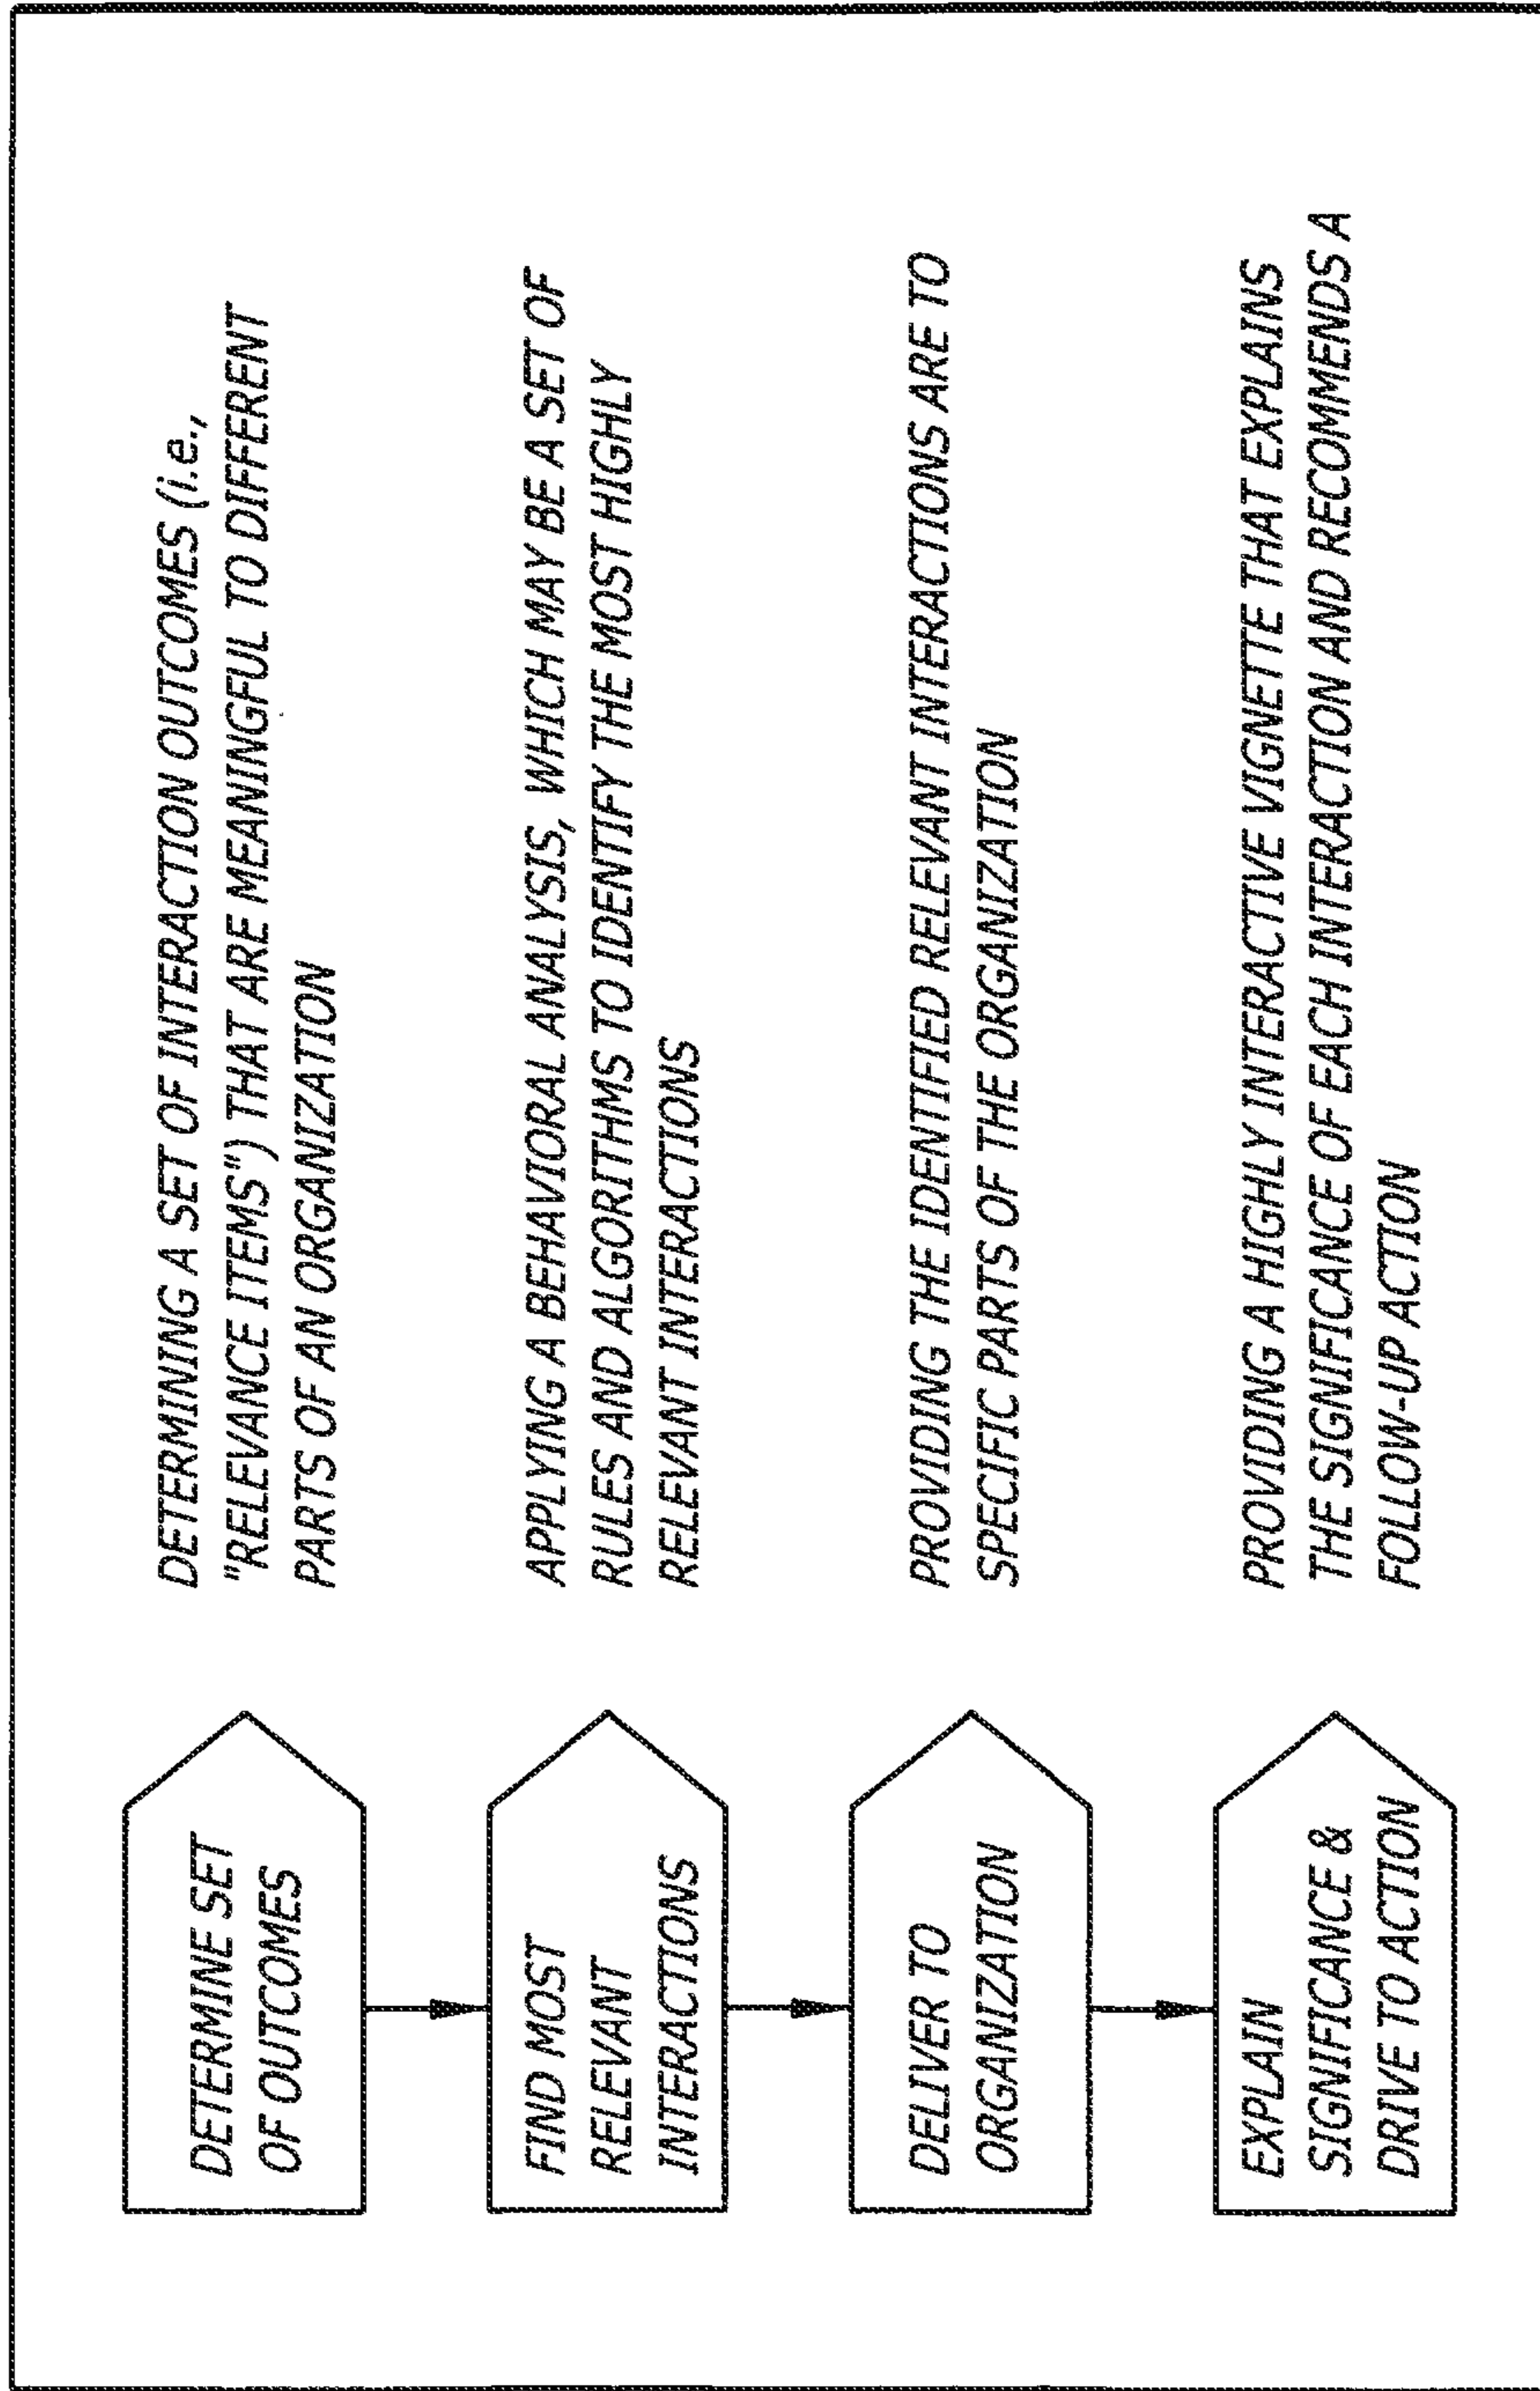 DETERMINE SET
OF OUTCOMES
DETERMINING A SET OF INTERACTION OUTCOMES (i.e.,
"RELEVANCE ITEMS") THAT ARE MEANINGFUL TO DIFFERENT
PARTS OF AN ORGANIZATION
FIND MOST
RELEVANT
INTERACTIONS
APPLYING A BEHAVIORAL ANALYSIS, WHICH MAY BE A SET OF
RULES AND ALGORITHMS TO IDENTIFY THE MOST HIGHLY
RELEVANT INTERACTIONS
DELIVER TO
ORGANIZATION
PROVIDING THE IDENTIFIED RELEVANT INTERACTIONS ARE TO
SPECIFIC PARTS OF THE ORGANIZATION
EXPLAIN
SIGNIFICANCE &
DRIVE TO ACTION
PROVIDING A HIGHLY INTERACTIVE VIGNETTE THAT EXPLAINS
THE SIGNIFICANCE OF EACH INTERACTION AND RECOMMENDS A
FOLLOW-UP ACTION